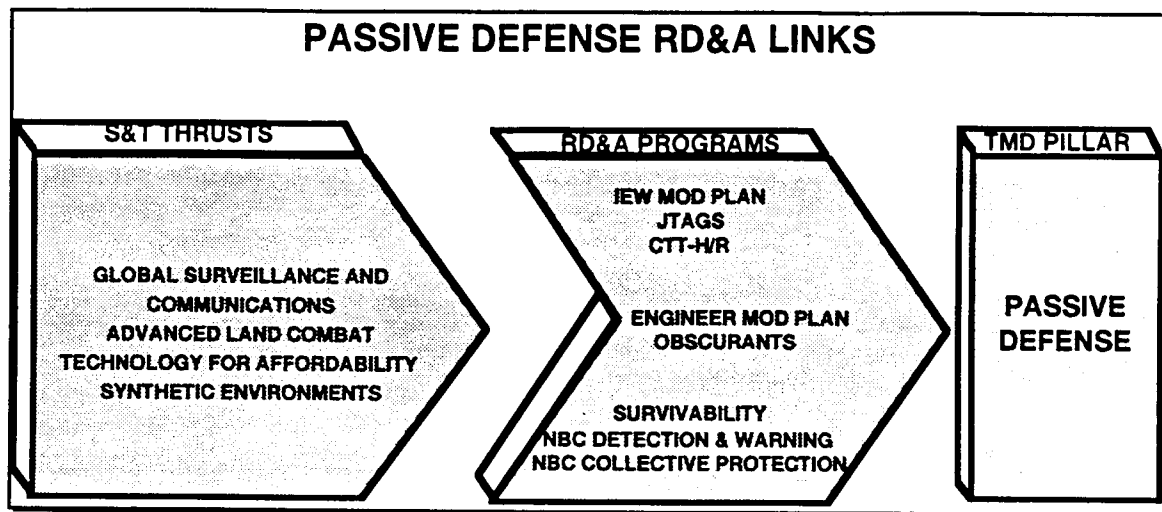 PASSIVE DEFENSE RD&A LINKS
S&T THRUSTS
GLOBAL SURVEILLANCE AND
COMMUNICATIONS
ADVANCED LAND COMBAT
TECHNOLOGY FOR AFFORDABILITY
SYNTHETIC ENVIRONMENTS
RD&A PROGRAMS
IEW MOD PLAN
JTAGS
CTT-H/R
ENGINEER MOD PLAN
OBSCURANTS
SURVIVABILITY
NBC DETECTION & WARNING
NBC COLLECTIVE PROTECTION
TMD PILLAR
PASSIVE
DEFENSE